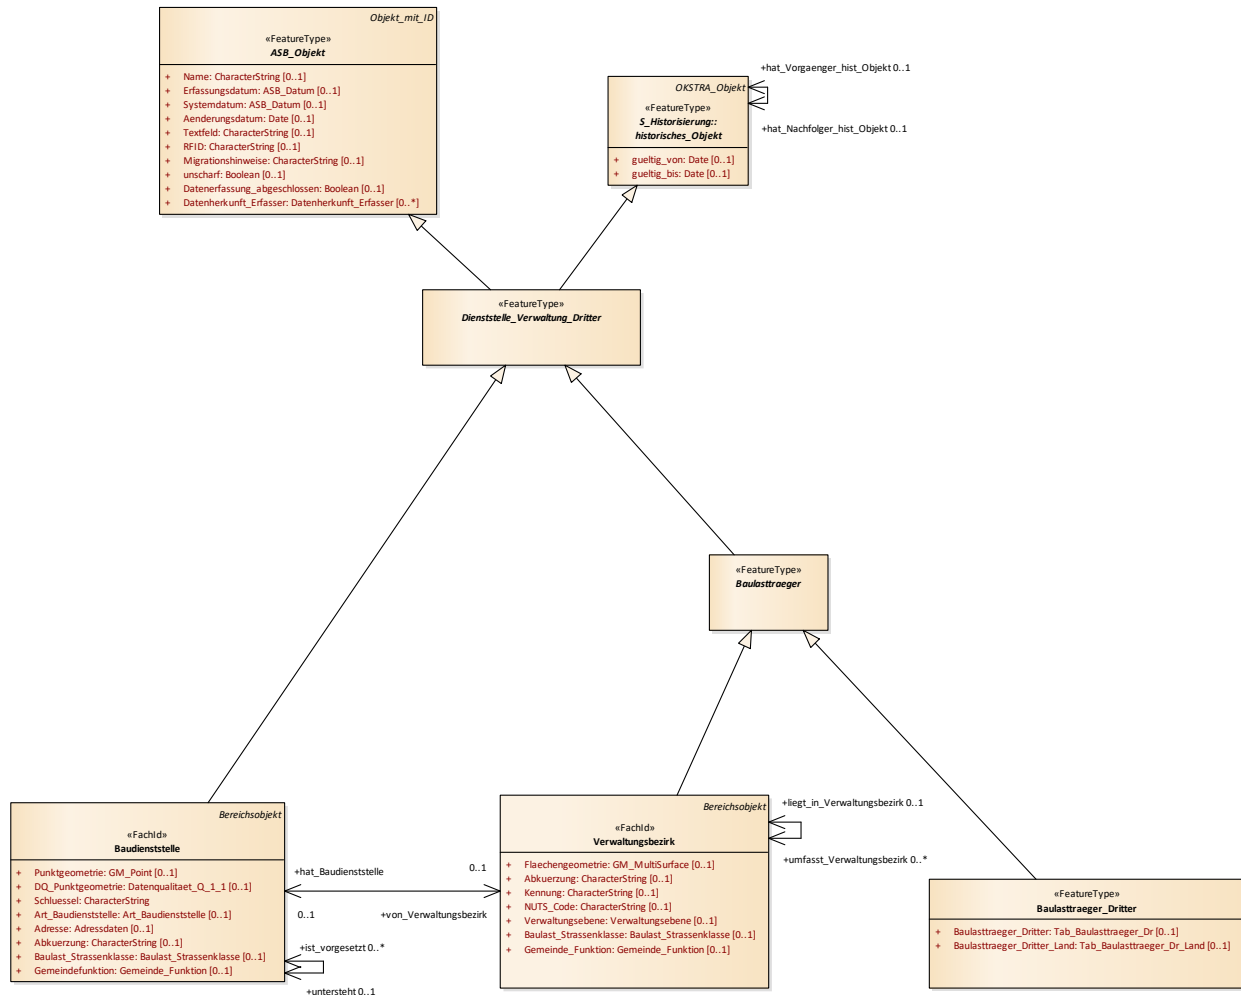 Objekt_mit_ID
«FeatureType»
ASB_Objekt
+ Name: CharacterString [0..1]
+ Erfassungsdatum: ASB_Datum [0..1]
+ Systemdatum: ASB_Datum [0..1]
+ Aenderungsdatum: Date [0..1]
+ Textfeld: CharacterString [0..1]
+ RFID: CharacterString [0..1]
+ Migrationshinweise: CharacterString [0..1]
+ unscharf: Boolean [0..1]
+ Datenerfassung_abgeschlossen: Boolean [0..1]
+ Datenherkunft_Erfasser: Datenherkunft_Erfasser [0..*]
+hat_Vorgaenger_hist_Objekt 0..1
OKSTRA_Objekt
«FeatureType»
S_Historisierung::
historisches_Objekt
+ gueltig_von: Date [0..1]
+ gueltig_bis: Date [0..1]
+hat_Nachfolger_hist_Objekt 0..1
«FeatureType»
Dienststelle_Verwaltung_Dritter
«FeatureType»
Baulasttraeger
Bereichsobjekt
«FachId»
Baudienststelle
+ Punktgeometrie: GM_Point [0..1]
+ DQ_Punktgeometrie: Datenqualitaet_Q_1_1 [0..1]
+ Schluessel: CharacterString
+ Art_Baudienststelle: Art_Baudienststelle [0..1]
+ Adresse: Adressdaten [0..1]
+ Abkuerzung: CharacterString [0..1]
+ Baulast_Strassenklasse: Baulast_Strassenklasse [0..1]
+ Gemeindefunktion: Gemeinde_Funktion [0..1]
+hat_Baudienststelle
0..1
0..1
+von_Verwaltungsbezirk
+ist_vorgesetzt 0..*
+untersteht 0..1
Bereichsobjekt
«FachId»
Verwaltungsbezirk
+ Flaechengeometrie: GM_MultiSurface [0..1]
+ Abkuerzung: CharacterString [0..1]
+ Kennung: CharacterString [0..1]
+ NUTS_Code: CharacterString [0..1]
+ Verwaltungsebene: Verwaltungsebene [0..1]
+ Baulast_Strassenklasse: Baulast_Strassenklasse [0..1]
+ Gemeinde_Funktion: Gemeinde_Funktion [0..1]
+liegt_in_Verwaltungsbezirk 0..1
+umfasst_Verwaltungsbezirk 0..*
«FeatureType»
Baulasttraeger_Dritter
+ Baulasttraeger_Dritter: Tab_Baulasttraeger_Dr [0..1]
+ Baulasttraeger_Dritter_Land: Tab_Baulasttraeger_Dr_Land [0..1]